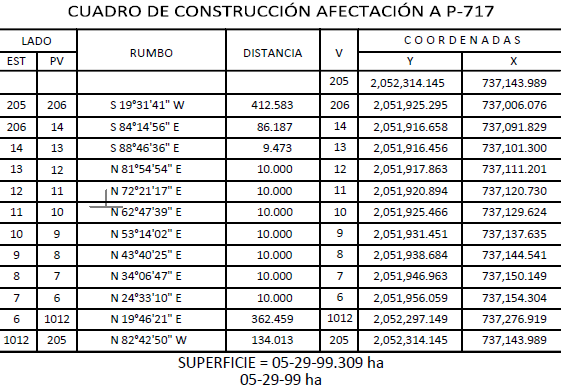 CUADRO DE CONSTRUCCIÓN AFECTACIÓN A P-717
LADO RUMBO DISTANCIA V COORDENADAS
EST PV Y X
205 2,052,314.145 737,143.989
205 206 S 19°31'41" W 412.583 206 2,051,925.295 737,006.076
206 14 S 84°14'56" E 86.187 14 2,051,916.658 737,091.829
14 13 S 88°46'36" E 9.473 13 2,051,916.456 737,101.300
13 12 N 81°54'54" E 10.000 12 2,051,917.863 737,111.201
12 11 N 72°21'17" E 10.000 11 2,051,920.894 737,120.730
11 10 N 62°47'39" E 10.000 10 2,051,925.466 737,129.624
10 9 N 53°14'02" E 10.000 9 2,051,931.451 737,137.635
9 8 N 43°40'25" E 10.000 8 2,051,938.684 737,144.541
8 7 N 34°06'47" E 10.000 7 2,051,946.963 737,150.149
7 6 N 24°33'10" E 10.000 6 2,051,956.059 737,154.304
6 1012 N 19°46'21" E 362.459 1012 2,052,297.149 737,276.919
1012 205 N 82°42'50" W 134.013 205 2,052,314.145 737,143.989
SUPERFICIE = 05-29-99.309 ha
05-29-99 ha